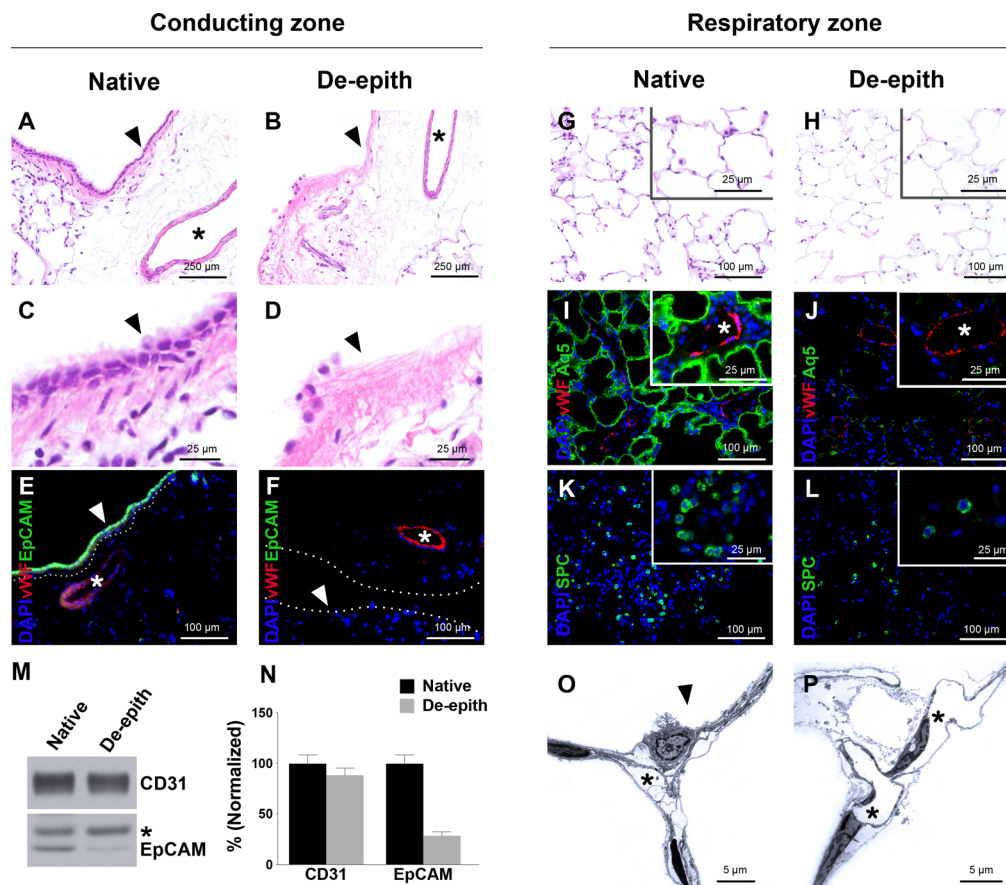 Conducting zone
Respiratory zone
Native
De-epith
Native
De-epith
A
*
250 µm
B
*
250 µm
G
25 µm
100 µm
H
25 µm
100 µm
C
25 µm
D
25 µm
I
DAPI vWF Aq5
*
25 µm
100 µm
J
DAPI vWF Aq5
*
25 µm
100 µm
E
DAPI vWF EpCAM
*
100 µm
F
DAPI vWF EpCAM
*
100 µm
K
DAPI SPC
25 µm
100 µm
L
DAPI SPC
25 µm
100 µm
M
Native
De-epith
CD31
*
EpCAM
N
Native
De-epith
% (Normalized)
150
100
50
0
CD31
EpCAM
O
*
5 µm
P
*
*
5 µm